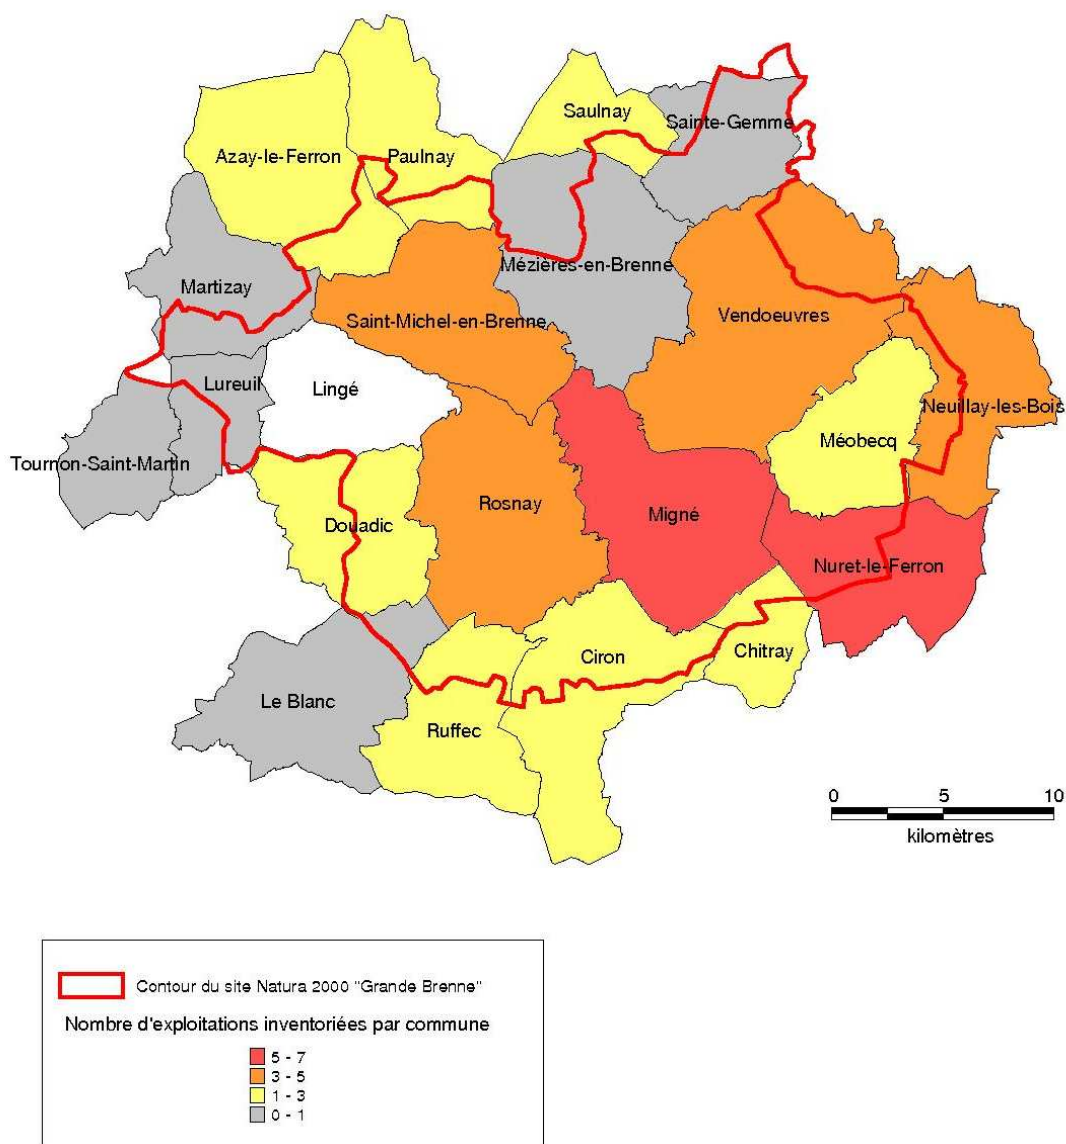 Saulnay
Sainte-Gemme
Azay-le-Ferron
Paulnay
Mézières-en-Brenne
Martizay
Saint-Michel-en-Brenne
Vendoeuvres
Lureuil
Lingé
Neuillay-les-Bois
Méobecq
Tournon-Saint-Martin
Rosnay
Migné
Douadic
Nuret-le-Ferron
Ciron
Chitray
Le Blanc
Ruffec
0 5 10
kilomètres
Contour du site Natura 2000 "Grande Brenne"
Nombre d'exploitations inventoriées par commune
5 - 7
3 - 5
1 - 3
0 - 1